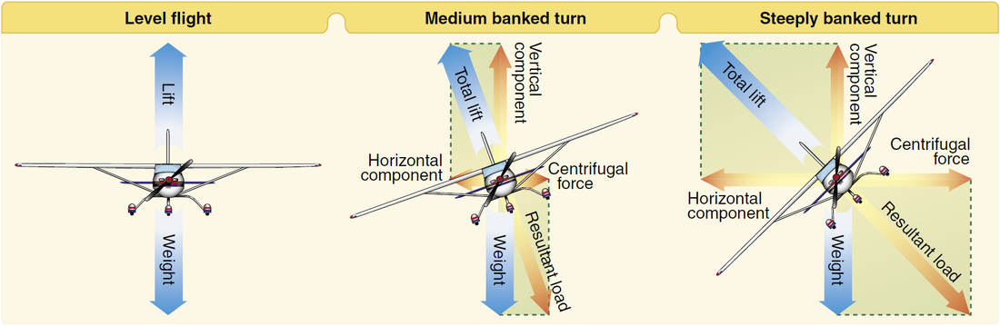 Level flight
Medium banked turn
Steeply banked turn
Lift
Weight
Total lift
Vertical
component
Horizontal
component
Centrifugal
force
Weight
Resultant load
Total lift
Vertical
component
Centrifugal
force
Horizontal
component
Weight
Resultant load